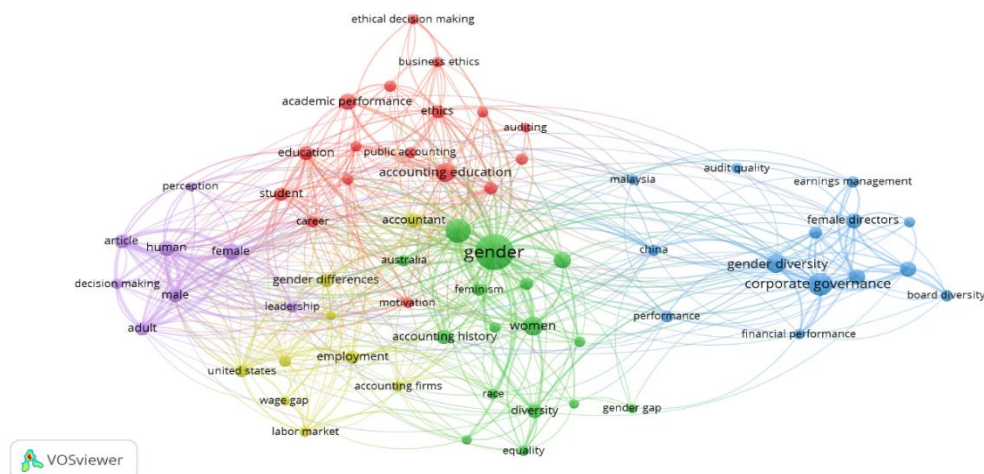 ethical decision making
business ethics
academic performance
ethics
auditing
public accounting
education
accounting education
perception
student
malaysia
audit quality
earnings management
career
accountant
female directors
article
human
female
australia
gender
china
gender differences
gender diversity
decision making
male
feminism
corporate governance
leadership
motivation
board diversity
adult
women
performance
accounting history
financial performance
employment
united states
accounting firms
wage gap
race
diversity
gender gap
labor market
equality
VOSviewer